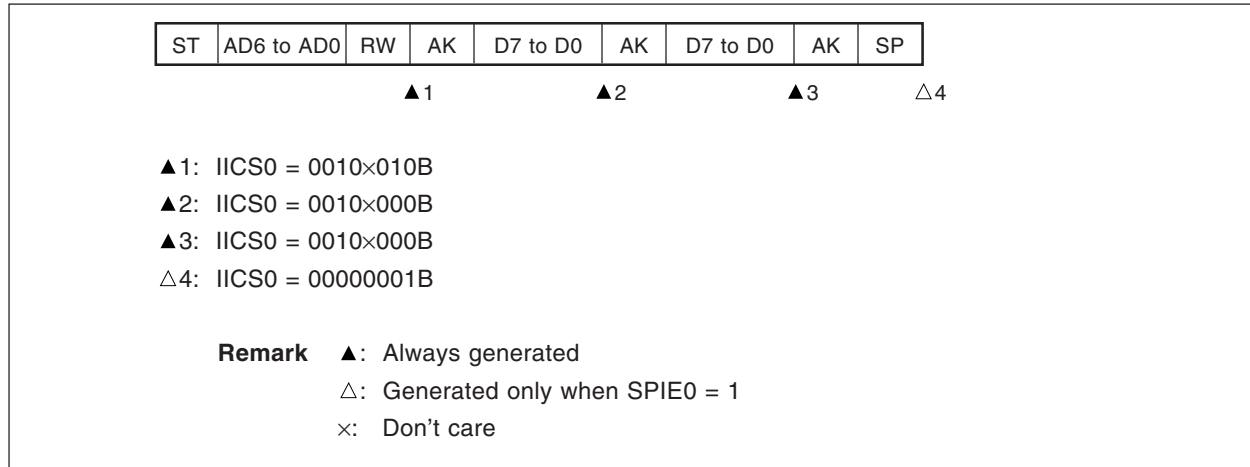 ST AD6 to AD0 RW AK D7 to D0 AK D7 to D0 AK SP
▲1 ▲2 ▲3 △4
▲1: IICS0 = 0010×010B
▲2: IICS0 = 0010×000B
▲3: IICS0 = 0010×000B
△4: IICS0 = 00000001B
Remark ▲: Always generated
△: Generated only when SPIE0 = 1
×: Don't care